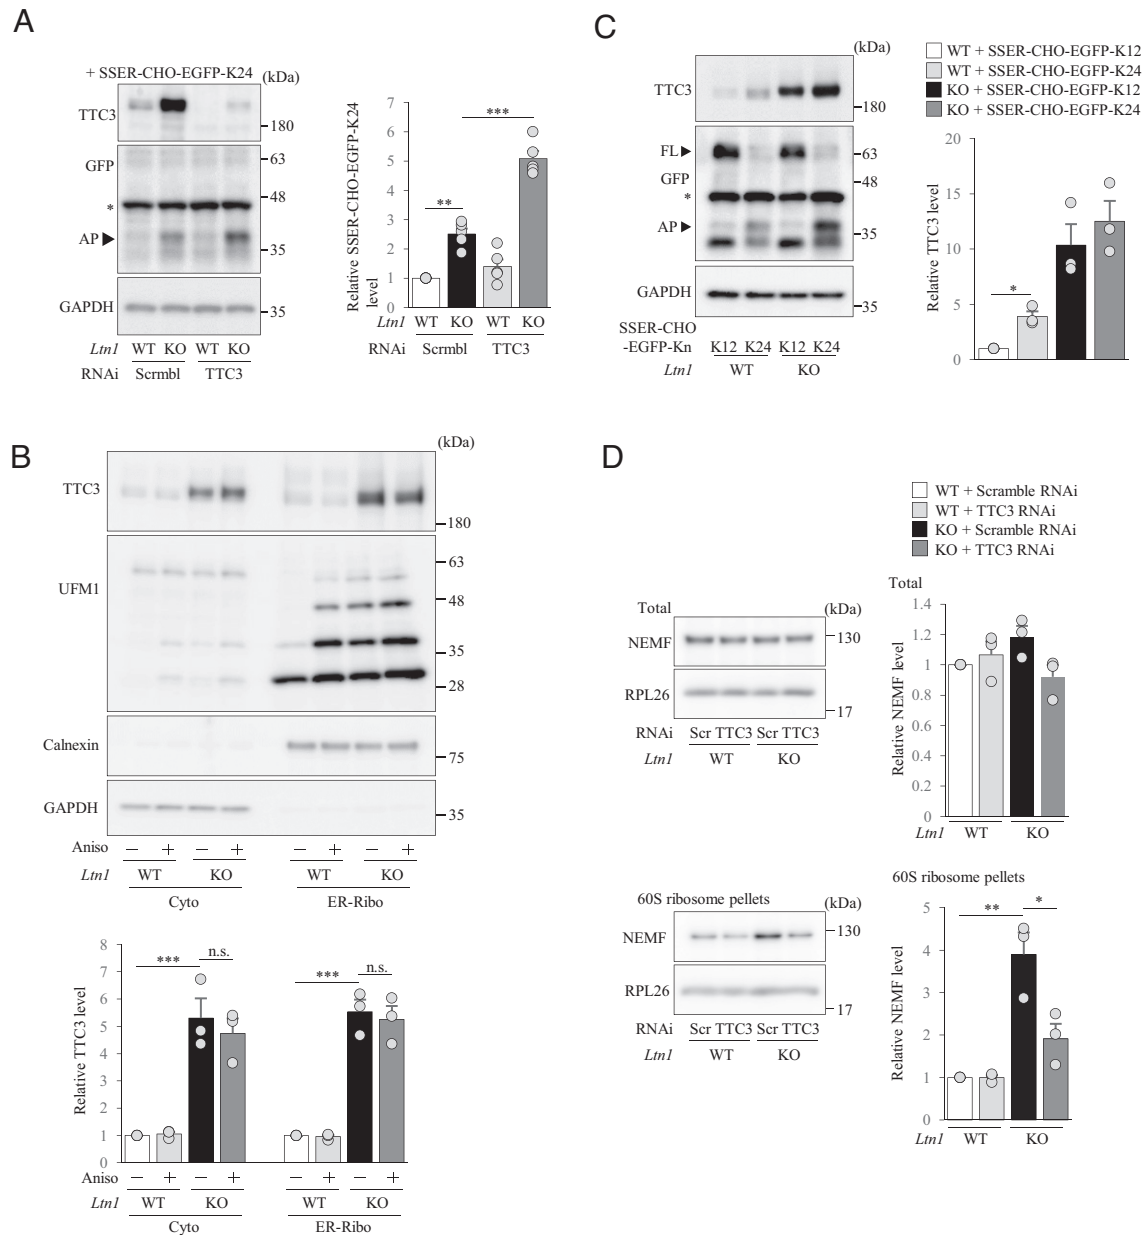 A
+ SSER-CHO-EGFP-K24
(kDa)
TTC3
180
GFP
63
*
48
AP
35
GAPDH
35
Ltn1 WT KO WT KO
RNAi Scrmbl TTC3
Relative SSER-CHO-EGFP-K24
level
7
6
5
4
3
2
1
0
**
***
Ltn1 WT KO WT KO
RNAi Scrmbl TTC3
C
(kDa)
TTC3
180
FL
63
GFP
48
*
AP
35
GAPDH
35
SSER-CHO
-EGFP-Kn K12 K24 K12 K24
Ltn1 WT KO
WT + SSER-CHO-EGFP-K12
WT + SSER-CHO-EGFP-K24
KO + SSER-CHO-EGFP-K12
KO + SSER-CHO-EGFP-K24
Relative TTC3 level
20
15
10
5
0
*
B
(kDa)
TTC3
180
UFM1
63
48
35
28
Calnexin
75
GAPDH
35
Aniso − + − + − + − +
Ltn1 WT KO WT KO
Cyto ER-Ribo
Relative TTC3 level
8
7
6
5
4
3
2
1
0
***
n.s.
***
n.s.
Aniso − + − + − + − +
Ltn1 WT KO WT KO
Cyto ER-Ribo
D
WT + Scramble RNAi
WT + TTC3 RNAi
KO + Scramble RNAi
KO + TTC3 RNAi
Total
(kDa)
NEMF
130
RPL26
17
RNAi Scr TTC3 Scr TTC3
Ltn1 WT KO
Total
Relative NEMF level
1.4
1.2
1
0.8
0.6
0.4
0.2
0
Ltn1 WT KO
60S ribosome pellets
(kDa)
NEMF
130
RPL26
17
RNAi Scr TTC3 Scr TTC3
Ltn1 WT KO
60S ribosome pellets
Relative NEMF level
5
4
3
2
1
0
**
*
Ltn1 WT KO